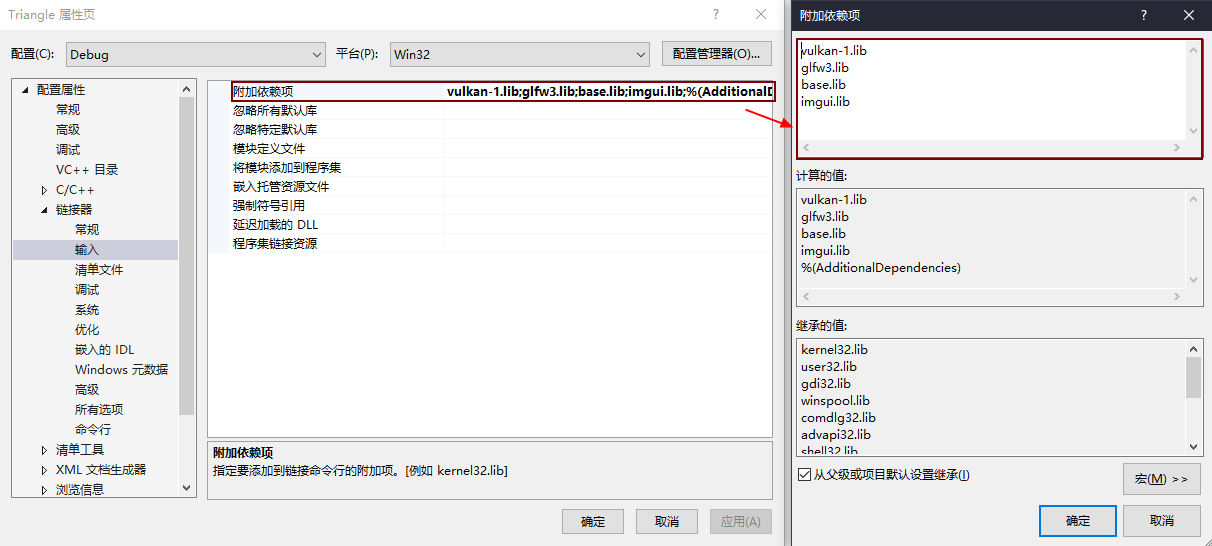 Triangle 属性页
配置(C):
Debug
平台(P):
Win32
配置管理器(O)...
配置属性
常规
高级
调试
VC++ 目录
C/C++
链接器
常规
输入
清单文件
调试
系统
优化
嵌入的 IDL
Windows 元数据
高级
所有选项
命令行
清单工具
XML 文档生成器
浏览信息
附加依赖项
vulkan-1.lib;glfw3.lib;base.lib;imgui.lib;%(AdditionalD
忽略所有默认库
忽略特定默认库
模块定义文件
将模块添加到程序集
嵌入托管资源文件
强制符号引用
延迟加载的 DLL
程序集链接资源
附加依赖项
指定要添加到链接命令行的附加项。[例如 kernel32.lib]
确定
取消
应用(A)
附加依赖项
vulkan-1.lib
glfw3.lib
base.lib
imgui.lib
计算的值:
vulkan-1.lib
glfw3.lib
base.lib
imgui.lib
%(AdditionalDependencies)
继承的值:
kernel32.lib
user32.lib
gdi32.lib
winspool.lib
comdlg32.lib
advapi32.lib
shell32.lib
从父级或项目默认设置继承(I)
宏(M) >>
确定
取消